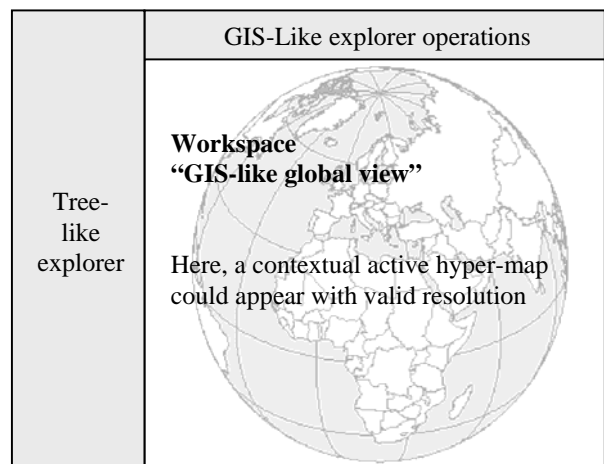 GIS-Like explorer operations
Tree-
like
explorer
Workspace
“GIS-like global view”
Here, a contextual active hyper-map
could appear with valid resolution